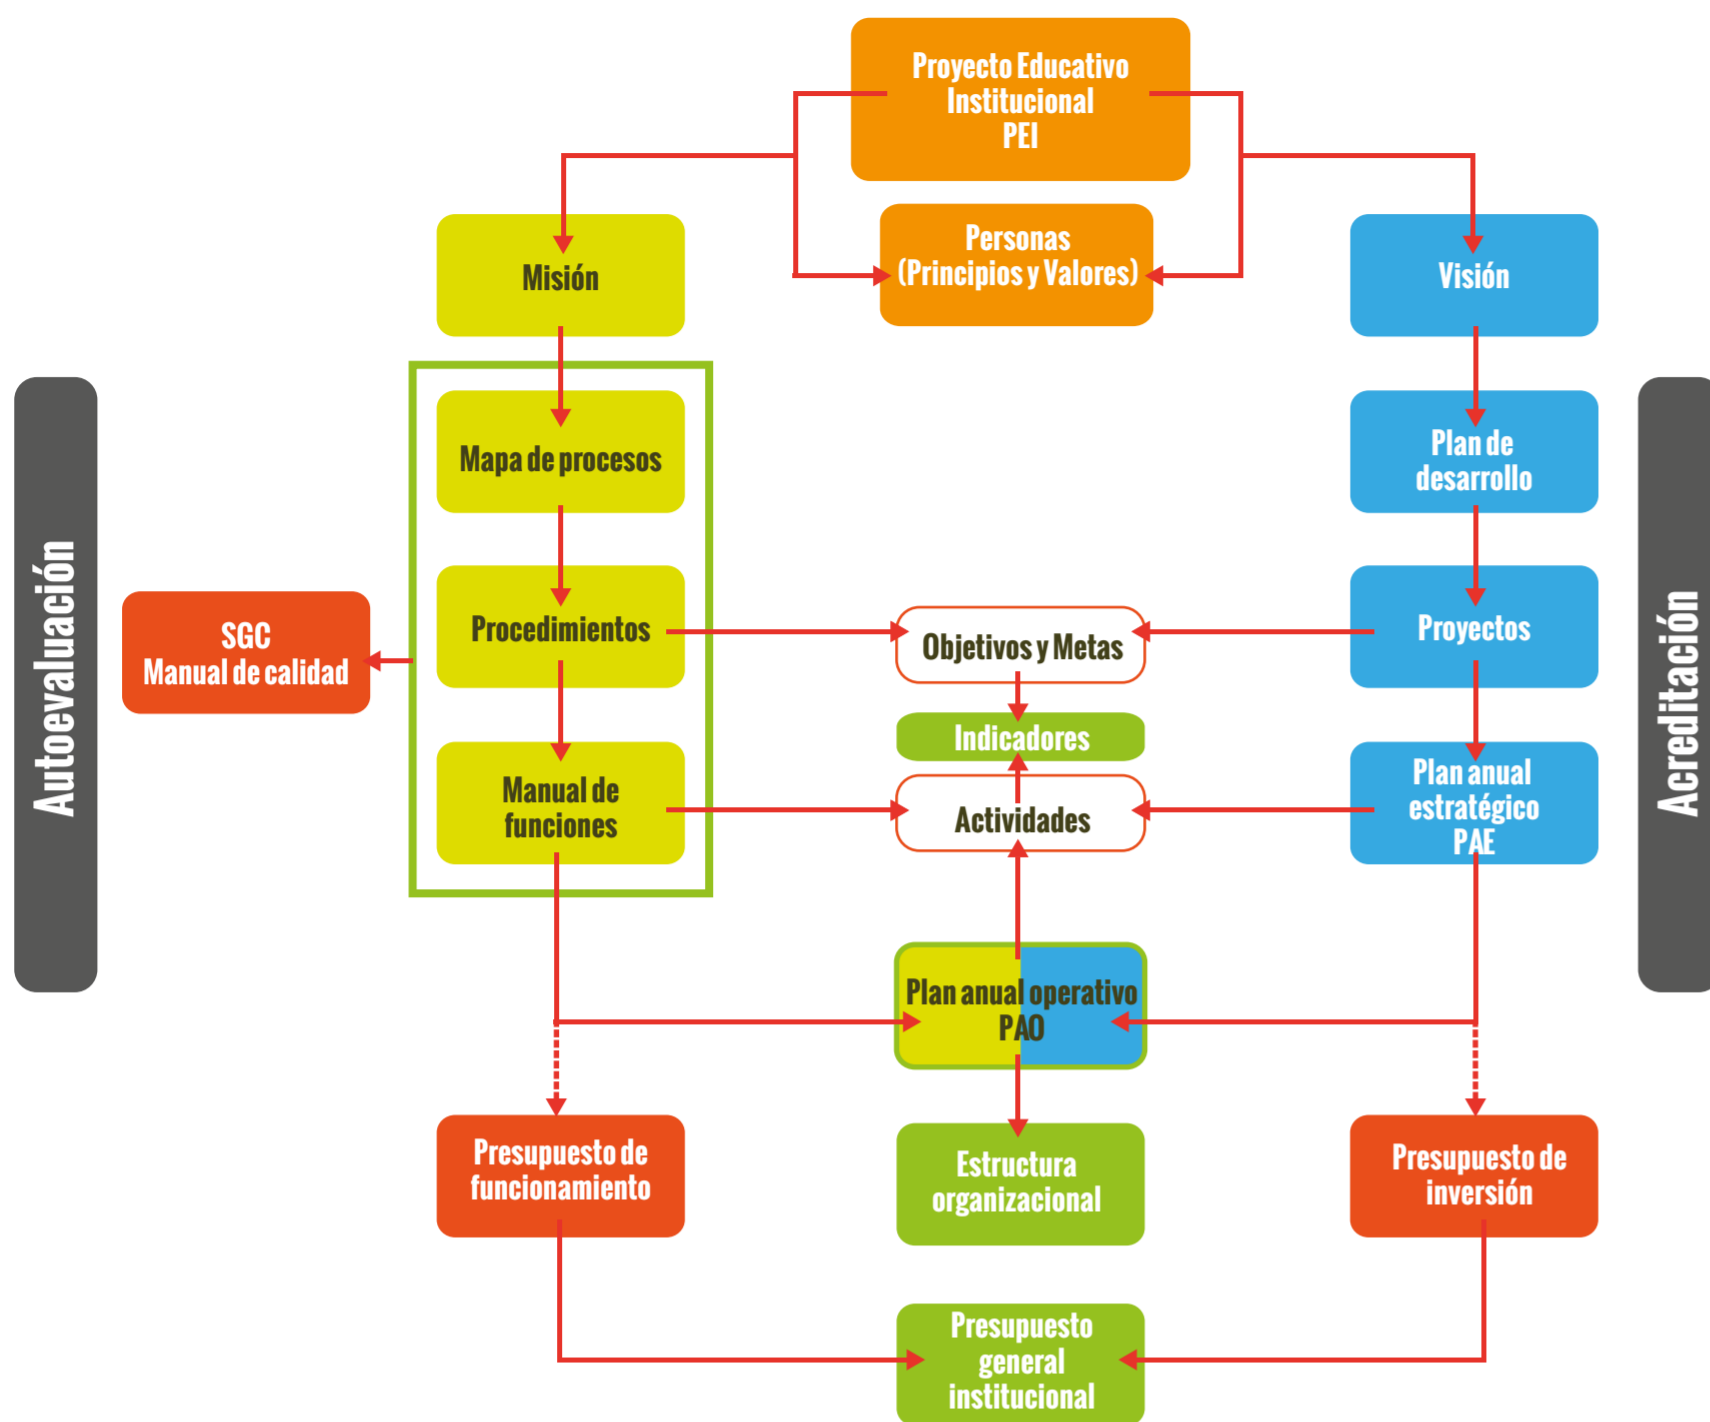 Proyecto Educativo
Institucional
PEI
Personas
(Principios y Valores)
Misión
Visión
Mapa de procesos
Plan de
desarrollo
Autoevaluación
Acreditación
SGC
Manual de calidad
Procedimientos
Objetivos y Metas
Proyectos
Indicadores
Manual de
funciones
Actividades
Plan anual
estratégico
PAE
Plan anual operativo
PAO
Presupuesto de
funcionamiento
Estructura
organizacional
Presupuesto de
inversión
Presupuesto
general
institucional